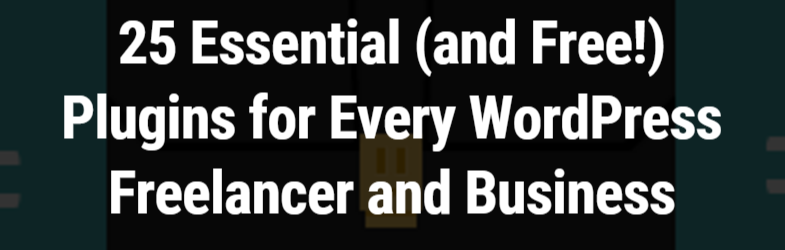 25 Essential (and Free!)
Plugins for Every WordPress
Freelancer and Business